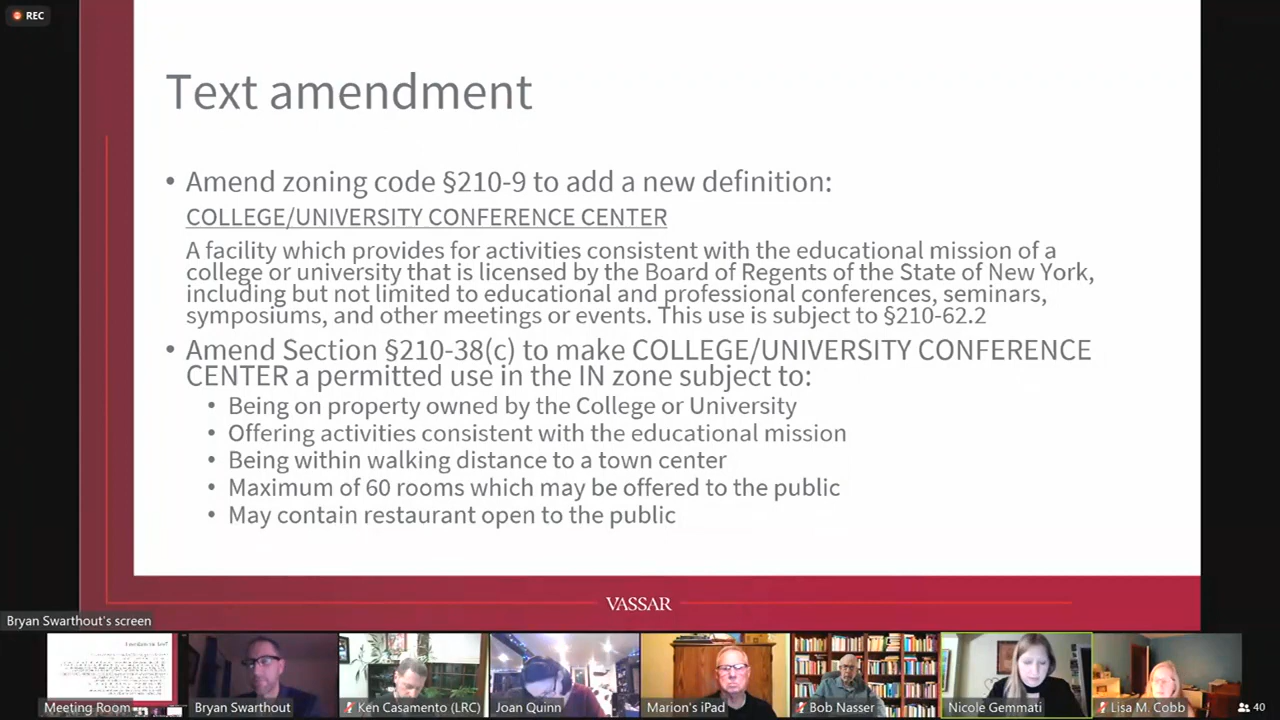 REC
Text amendment
• Amend zoning code §210-9 to add a new definition:
COLLEGE/UNIVERSITY CONFERENCE CENTER
A facility which provides for activities consistent with the educational mission of a
college or university that is licensed by the Board of Regents of the State of New York,
including but not limited to educational and professional conferences, seminars,
symposiums, and other meetings or events. This use is subject to §210-62.2
• Amend Section §210-38(c) to make COLLEGE/UNIVERSITY CONFERENCE
CENTER a permitted use in the IN zone subject to:
• Being on property owned by the College or University
• Offering activities consistent with the educational mission
• Being within walking distance to a town center
• Maximum of 60 rooms which may be offered to the public
• May contain restaurant open to the public
VASSAR
Bryan Swarthout's screen
Meeting Room
Bryan Swarthout
Ken Casamento (LRC)
Joan Quinn
Marion's iPad
Bob Nasser
Nicole Gemmati
Lisa M. Cobb
40